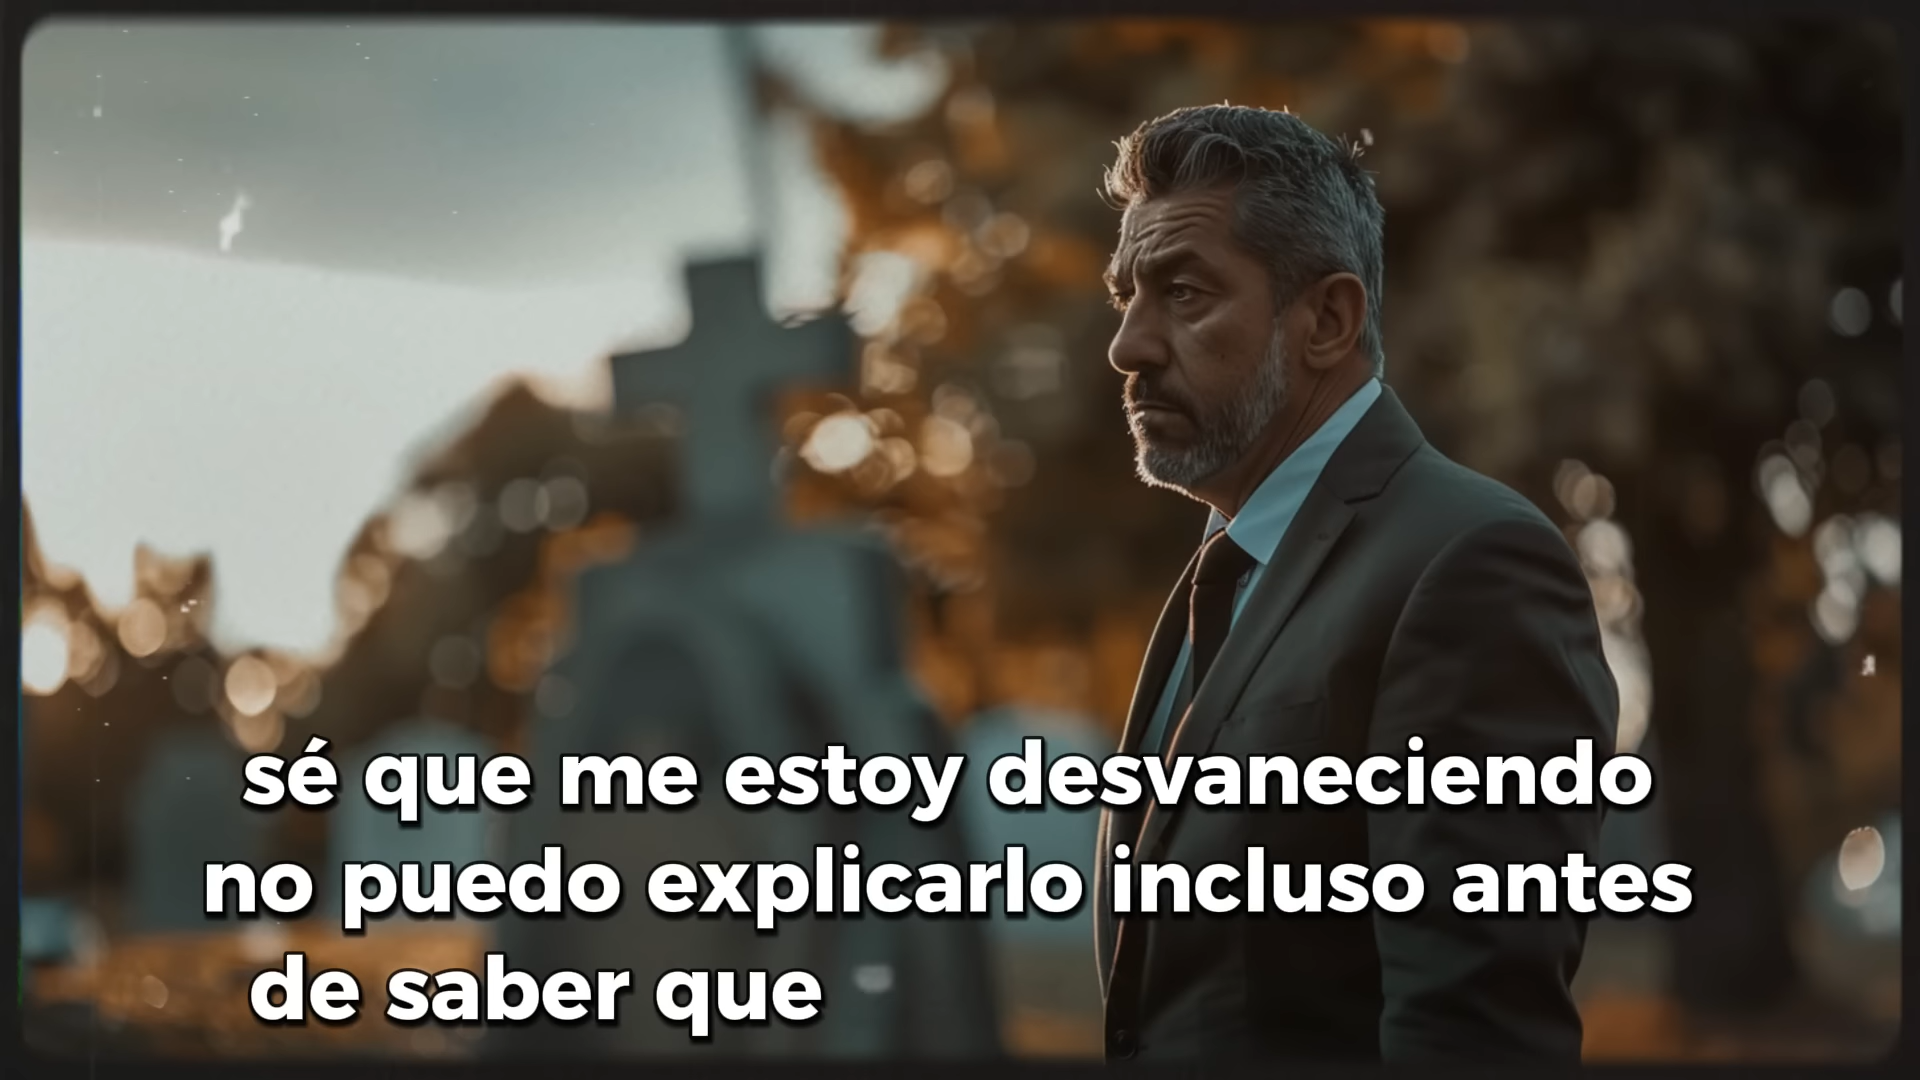 sé que me estoy desvaneciendo
no puedo explicarlo incluso antes
de saber que